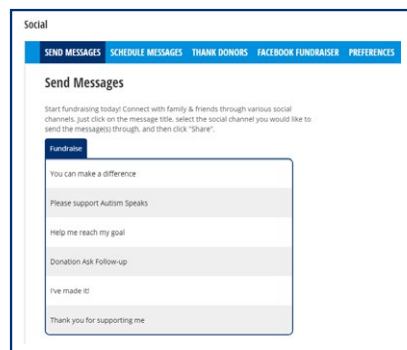 Social
SEND MESSAGES SCHEDULE MESSAGES THANK DONORS FACEBOOK FUNDRAISER PREFERENCES
Send Messages
Start fundraising today! Connect with family & friends through various social
channels. Just click on the message title, select the social channel you would like to
send the message(s) through, and then click "Share".
Fundraise
You can make a difference
Please support Autism Speaks
Help me reach my goal
Donation Ask Follow-up
I've made it!
Thank you for supporting me